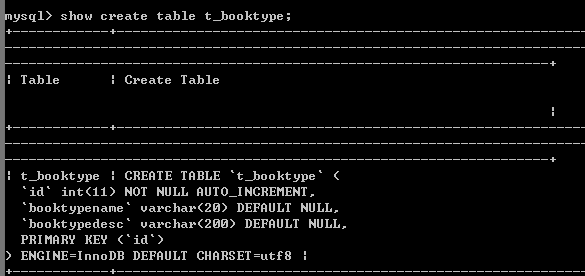 mysql> show create table t_booktype;
| Table | Create Table
|
| t_booktype | CREATE TABLE `t_booktype` (
`id` int(11) NOT NULL AUTO_INCREMENT,
`booktypename` varchar(20) DEFAULT NULL,
`booktypedesc` varchar(200) DEFAULT NULL,
PRIMARY KEY (`id`)
) ENGINE=InnoDB DEFAULT CHARSET=utf8 |